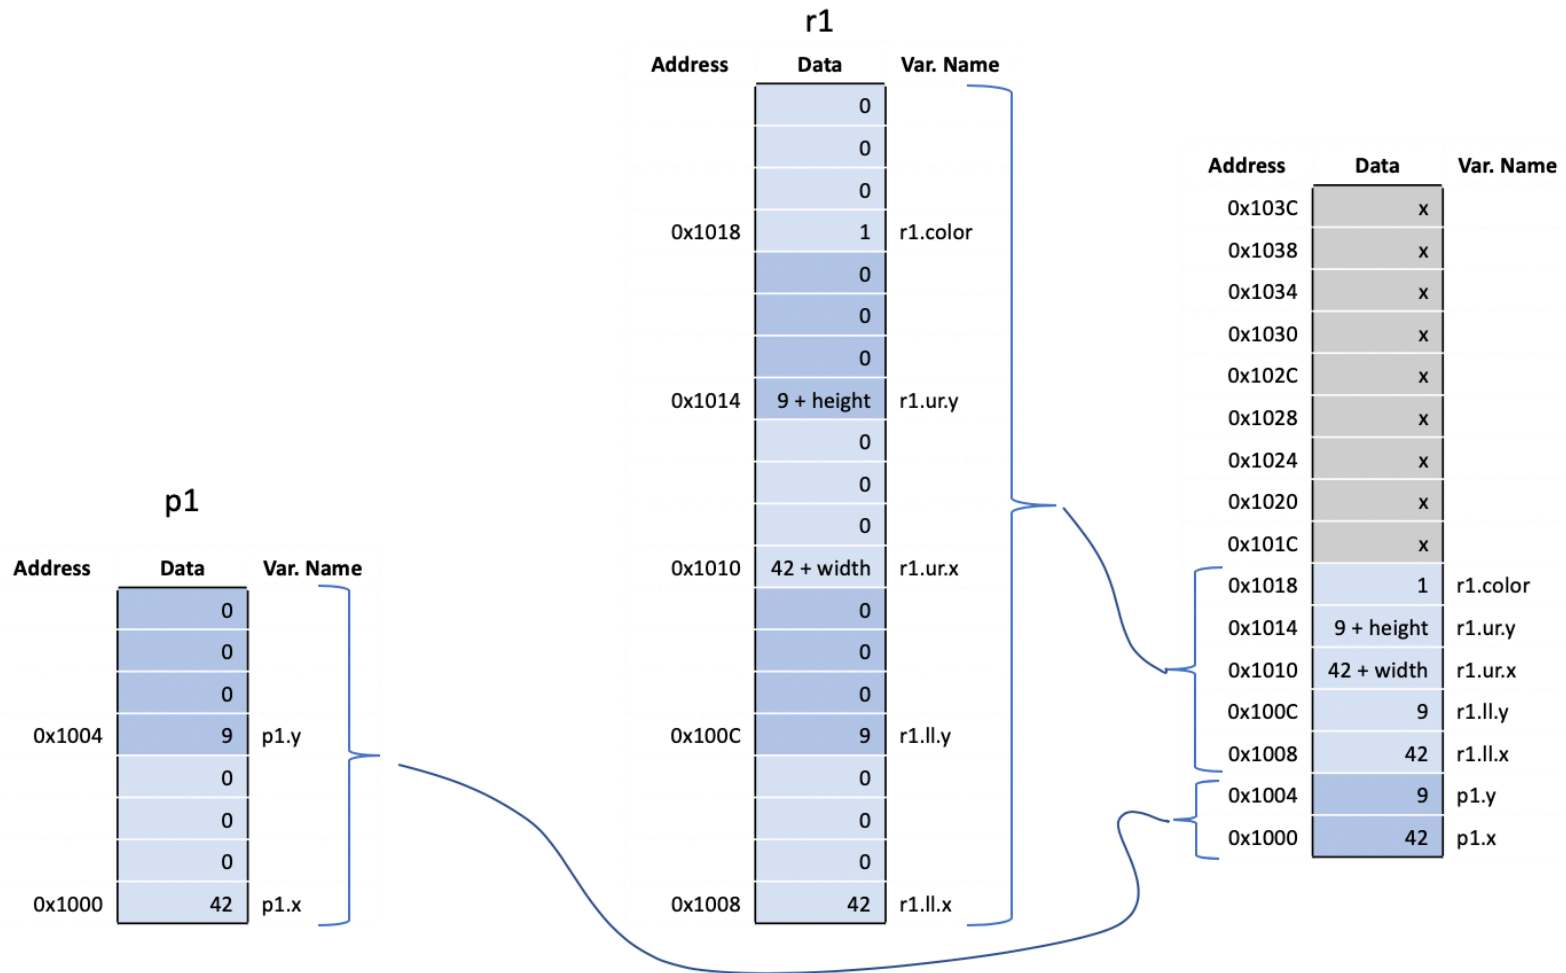 p1
Address Data Var. Name
0
0
0
0x1004 9 p1.y
0
0
0
0x1000 42 p1.x
r1
Address Data Var. Name
0
0
0
0x1018 1 r1.color
0
0
0
0x1014 9 + height r1.ur.y
0
0
0
0x1010 42 + width r1.ur.x
0
0
0
0x100C 9 r1.ll.y
0
0
0
0x1008 42 r1.ll.x
Address Data Var. Name
0x103C x
0x1038 x
0x1034 x
0x1030 x
0x102C x
0x1028 x
0x1024 x
0x1020 x
0x101C x
0x1018 1 r1.color
0x1014 9 + height r1.ur.y
0x1010 42 + width r1.ur.x
0x100C 9 r1.ll.y
0x1008 42 r1.ll.x
0x1004 9 p1.y
0x1000 42 p1.x